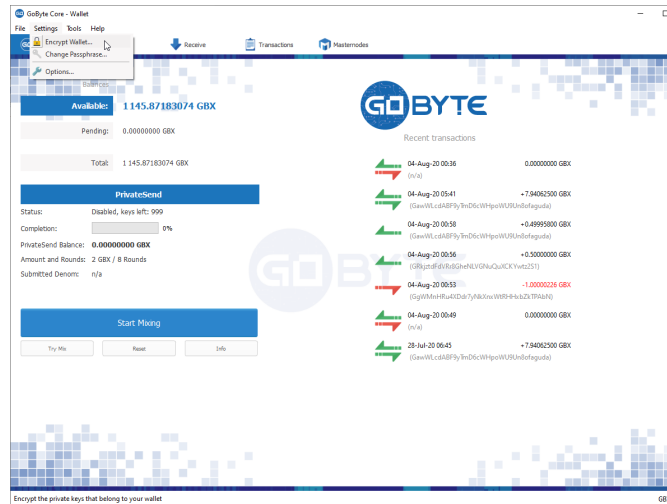 GoByte Core - Wallet
File Settings Tools Help
Encrypt Wallet...
Change Passphrase...
Options...
Receive
Transactions
Masternodes
Balances
Available: 1 145.87183074 GBX
Pending: 0.00000000 GBX
Total: 1 145.87183074 GBX
PrivateSend
Status: Disabled, keys left: 999
Completion: 0%
PrivateSend Balance: 0.00000000 GBX
Amount and Rounds: 2 GBX / 8 Rounds
Submitted Denom: n/a
Start Mixing
Try Mix Reset Info
GOBYTE
Recent transactions
04-Aug-20 00:36 0.00000000 GBX
(n/a)
04-Aug-20 05:41 +7.94062500 GBX
04-Aug-20 00:58 +0.49995800 GBX
04-Aug-20 00:56 +0.50000000 GBX
04-Aug-20 00:53 -1.00000226 GBX
04-Aug-20 00:49 0.00000000 GBX
(n/a)
28-Jul-20 06:45 +7.94062500 GBX
Encrypt the private keys that belong to your wallet